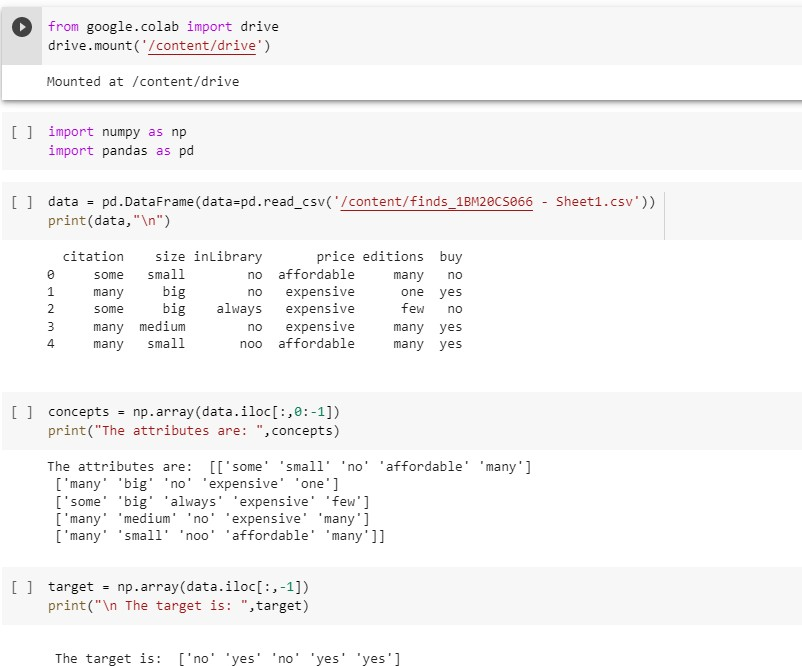 from google.colab import drive
drive.mount('/content/drive')
Mounted at /content/drive
[ ] import numpy as np
import pandas as pd
[ ] data = pd.DataFrame(data=pd.read_csv('/content/finds_1BM20CS066 - Sheet1.csv'))
print(data,"\n")
citation size inLibrary price editions buy
0 some small no affordable many no
1 many big no expensive one yes
2 some big always expensive few no
3 many medium no expensive many yes
4 many small noo affordable many yes
[ ] concepts = np.array(data.iloc[:,0:-1])
print("The attributes are: ",concepts)
The attributes are:  [['some' 'small' 'no' 'affordable' 'many']
['many' 'big' 'no' 'expensive' 'one']
['some' 'big' 'always' 'expensive' 'few']
['many' 'medium' 'no' 'expensive' 'many']
['many' 'small' 'noo' 'affordable' 'many']]
[ ] target = np.array(data.iloc[:,-1])
print("\n The target is: ",target)
The target is:  ['no' 'yes' 'no' 'yes' 'yes']